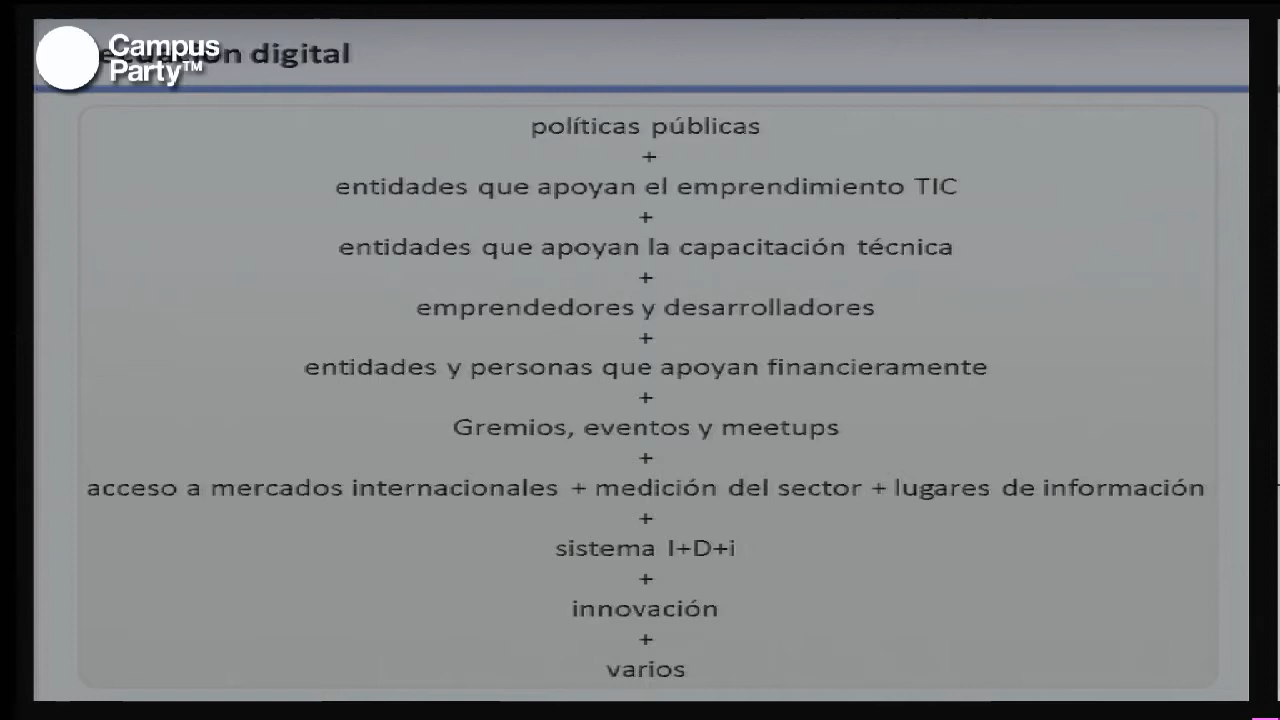 Campus
Party™
ecuación digital
políticas públicas
+
entidades que apoyan el emprendimiento TIC
+
entidades que apoyan la capacitación técnica
+
emprendedores y desarrolladores
+
entidades y personas que apoyan financieramente
+
Gremios, eventos y meetups
+
acceso a mercados internacionales + medición del sector + lugares de información
+
sistema I+D+i
+
innovación
+
varios